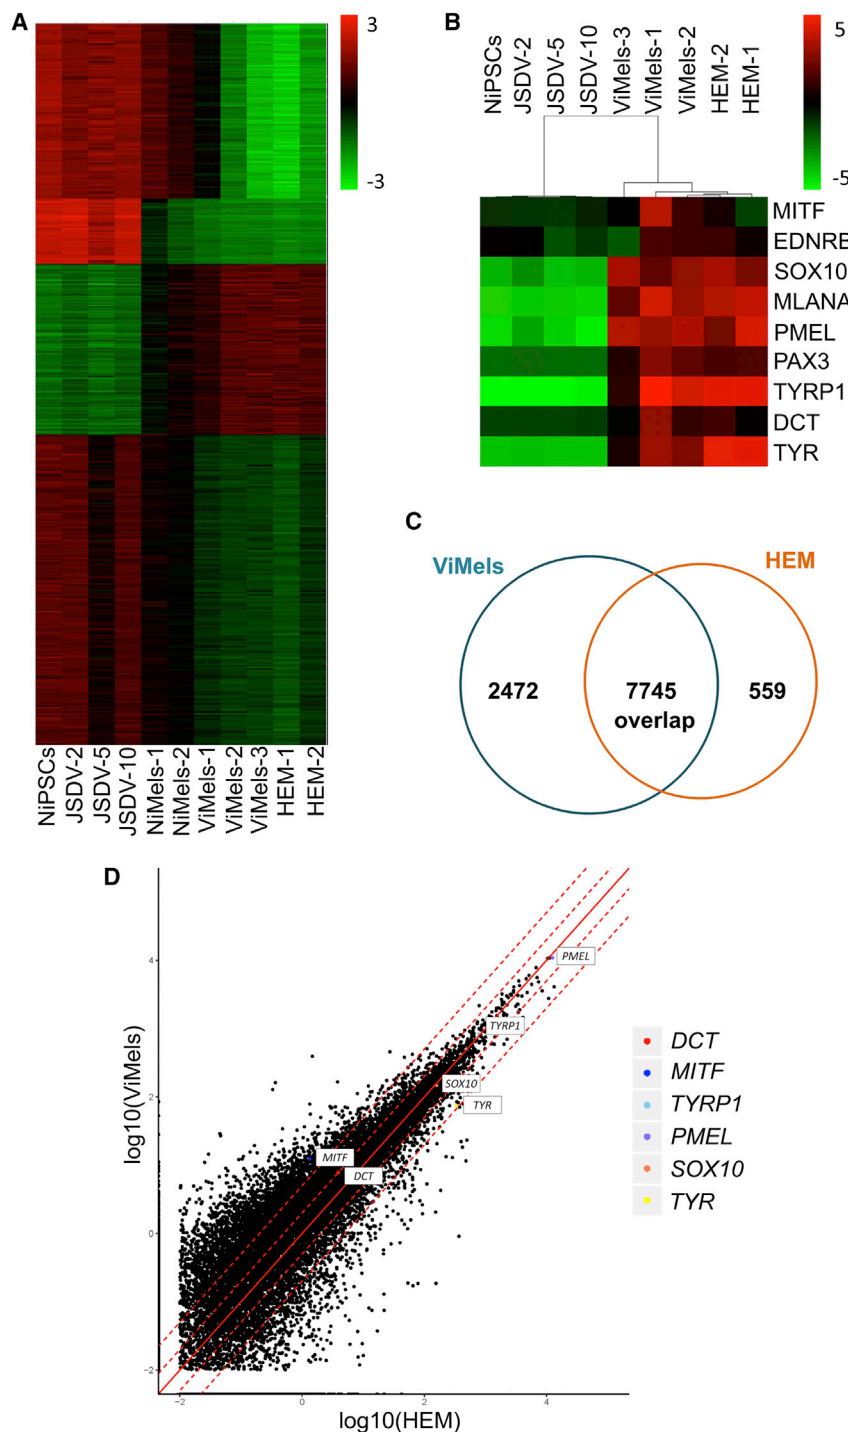 A
3
-3
NiPSCs
JSDV-2
JSDV-5
JSDV-10
NiMels-1
NiMels-2
ViMels-1
ViMels-2
ViMels-3
HEM-1
HEM-2
B
NiPSCs
JSDV-2
JSDV-5
JSDV-10
ViMels-3
ViMels-1
ViMels-2
HEM-2
HEM-1
5
-5
MITF
EDNRB
SOX10
MLANA
PMEL
PAX3
TYRP1
DCT
TYR
C
ViMels
HEM
2472
7745
overlap
559
D
log10(ViMels)
4
2
0
-2
-2
0
2
4
log10(HEM)
PMEL
TYRP1
SOX10
TYR
MITF
DCT
DCT
MITF
TYRP1
PMEL
SOX10
TYR